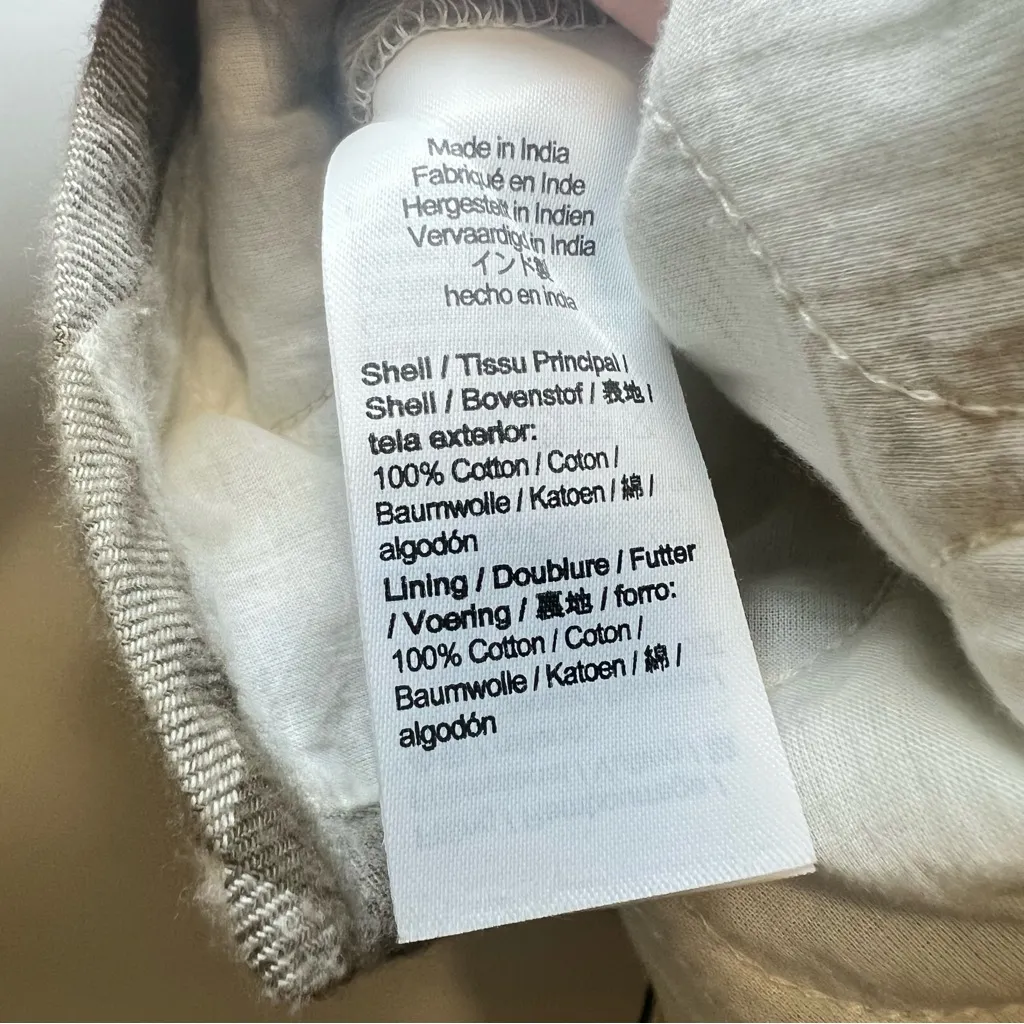 Made in India
Fabriqué en Inde
Hergestellt in Indien
Vervaardigd in India
インド製
hecho en india
Shell / Tissu Principal /
Shell / Bovenstof / 表地 /
tela exterior:
100% Cotton / Coton /
Baumwolle / Katoen / 綿 /
algodón
Lining / Doublure / Futter
/ Voering / 裏地 / forro:
100% Cotton / Coton /
Baumwolle / Katoen / 綿 /
algodón